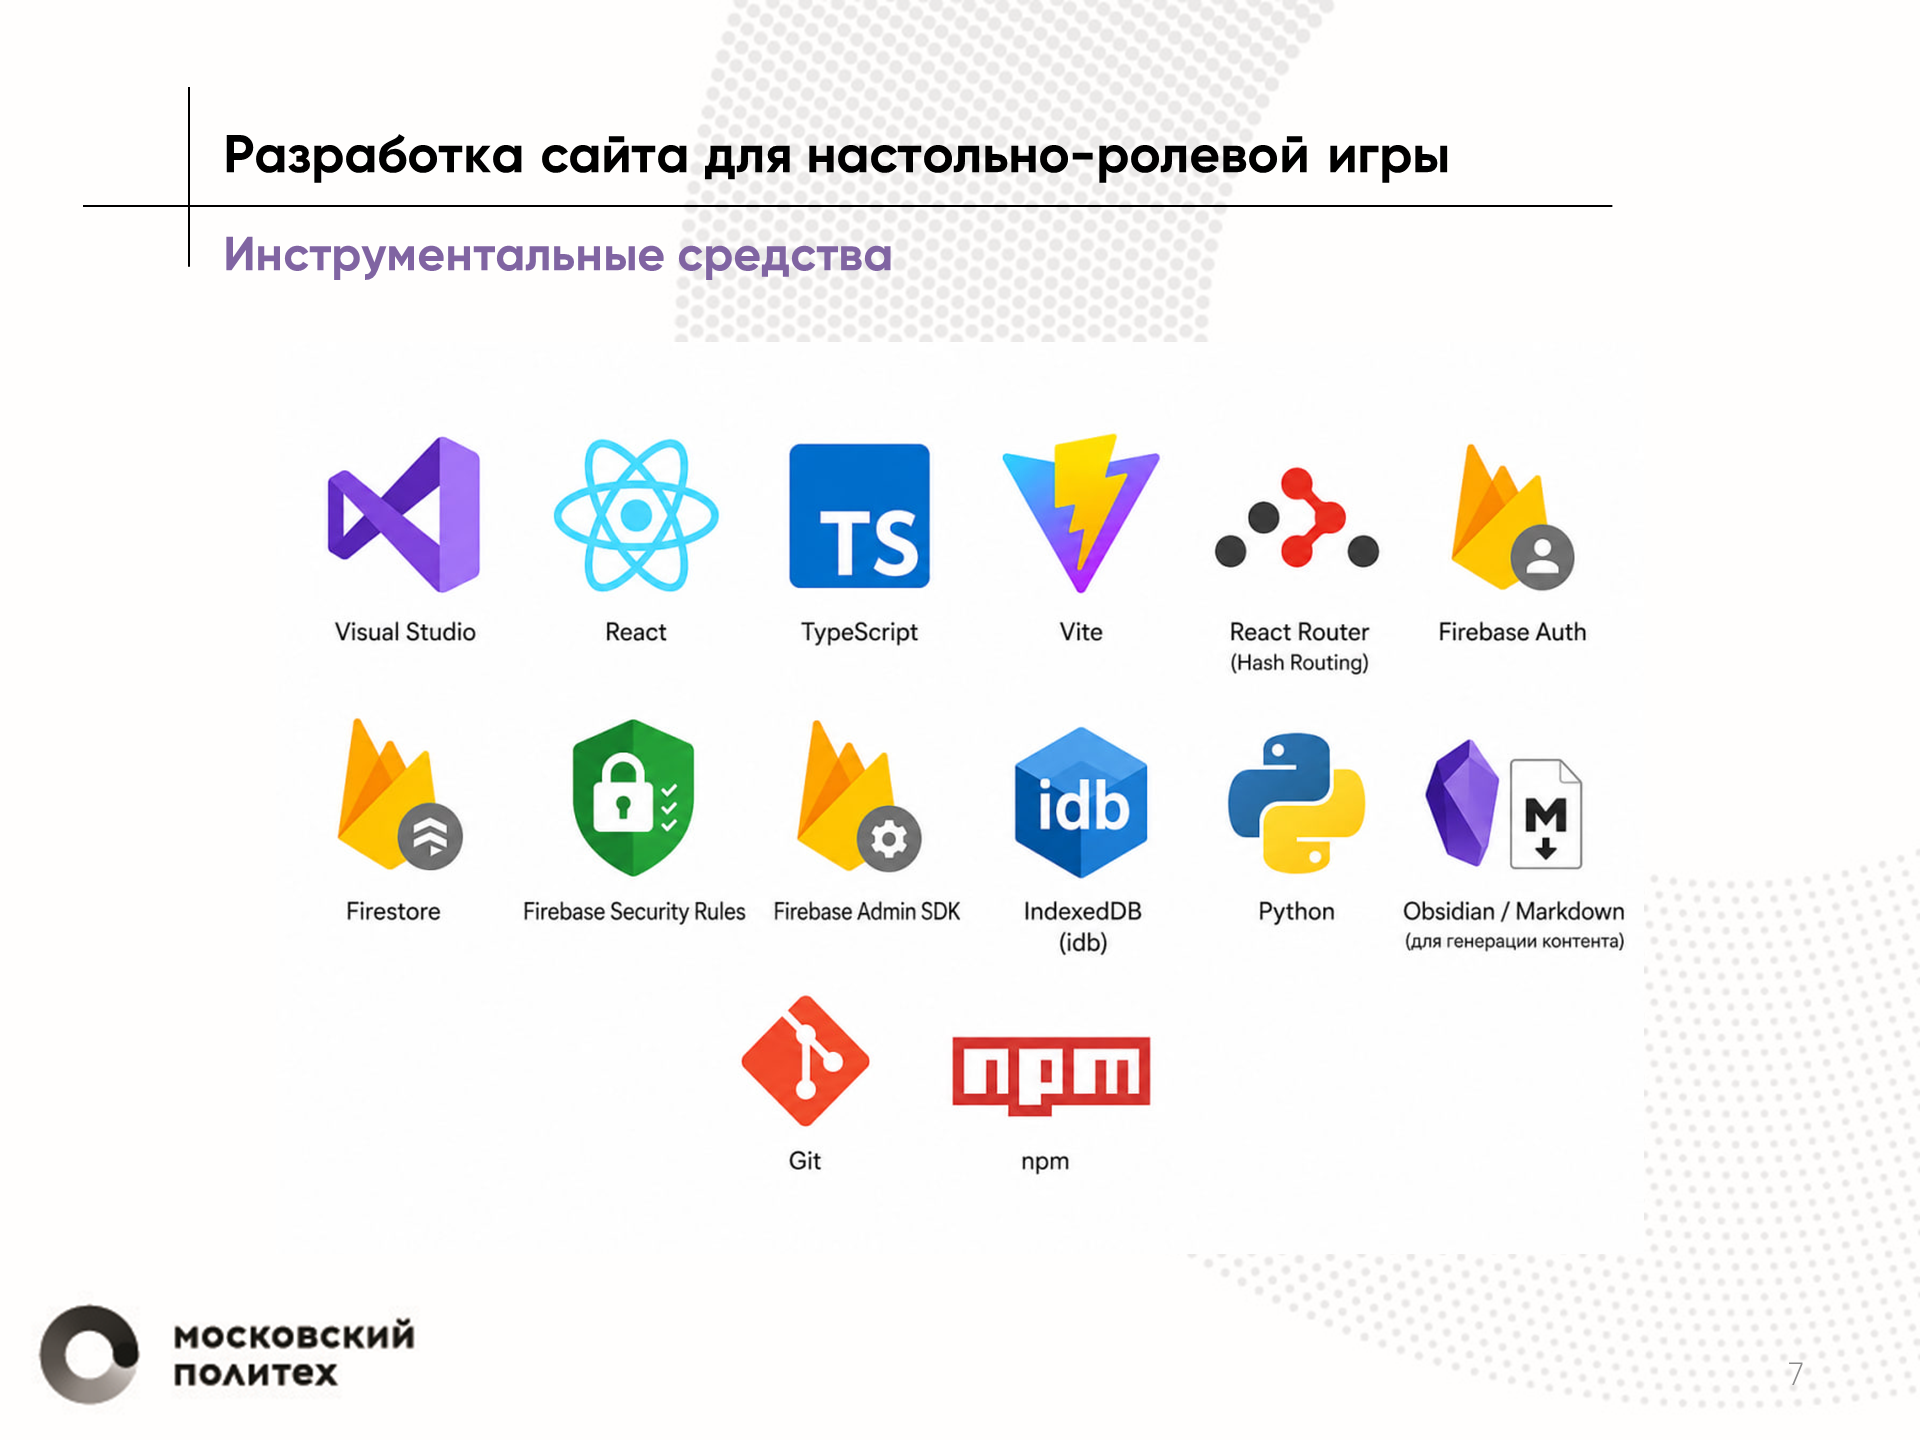 Разработка сайта для настольно-ролевой игры
Инструментальные средства
TS
Visual Studio
React
TypeScript
Vite
React Router
(Hash Routing)
Firebase Auth
idb
M
Firestore
Firebase Security Rules
Firebase Admin SDK
IndexedDB
(idb)
Python
Obsidian / Markdown
(для генерации контента)
npm
Git
npm
МОСКОВСКИЙ
ПОЛИТЕХ
7